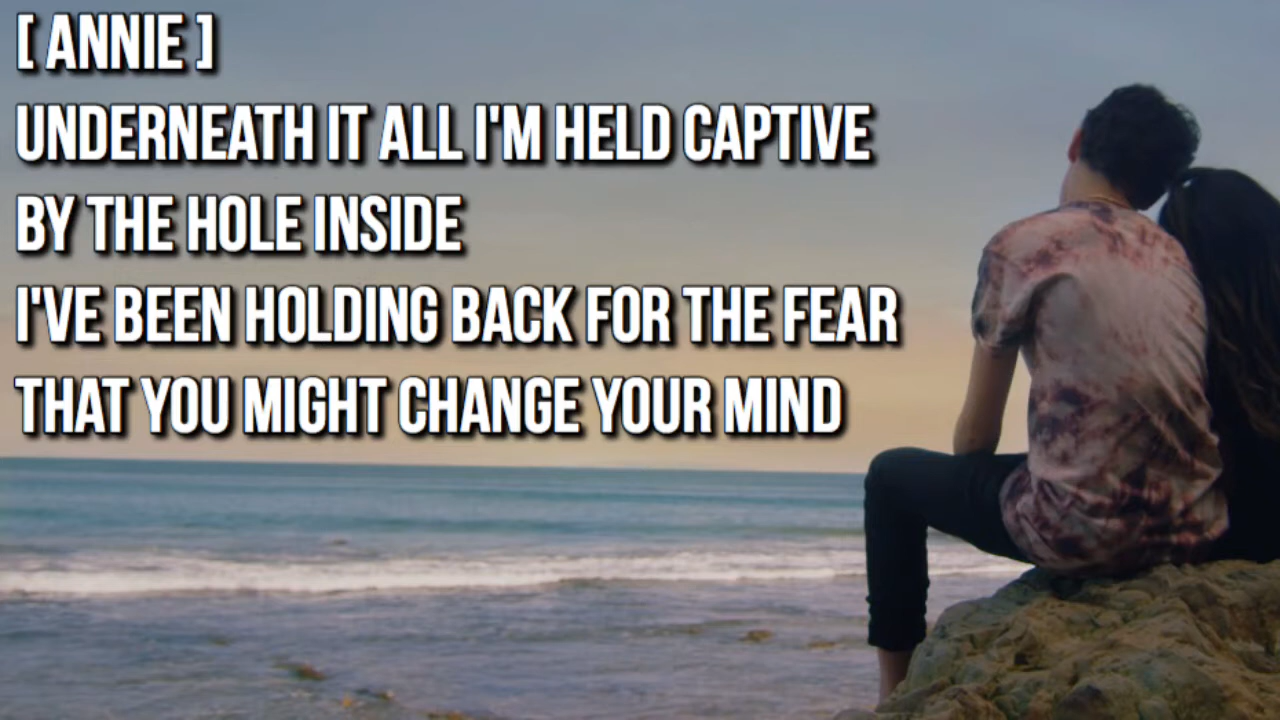 [ ANNIE ]
UNDERNEATH IT ALL I'M HELD CAPTIVE
BY THE HOLE INSIDE
I'VE BEEN HOLDING BACK FOR THE FEAR
THAT YOU MIGHT CHANGE YOUR MIND